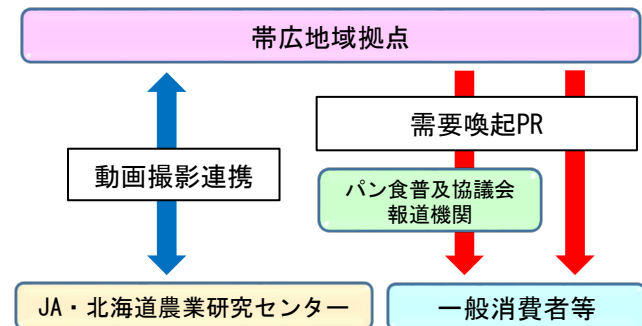 帯広地域拠点
需要喚起PR
動画撮影連携
パン食普及協議会
報道機関
JA・北海道農業研究センター
一般消費者等